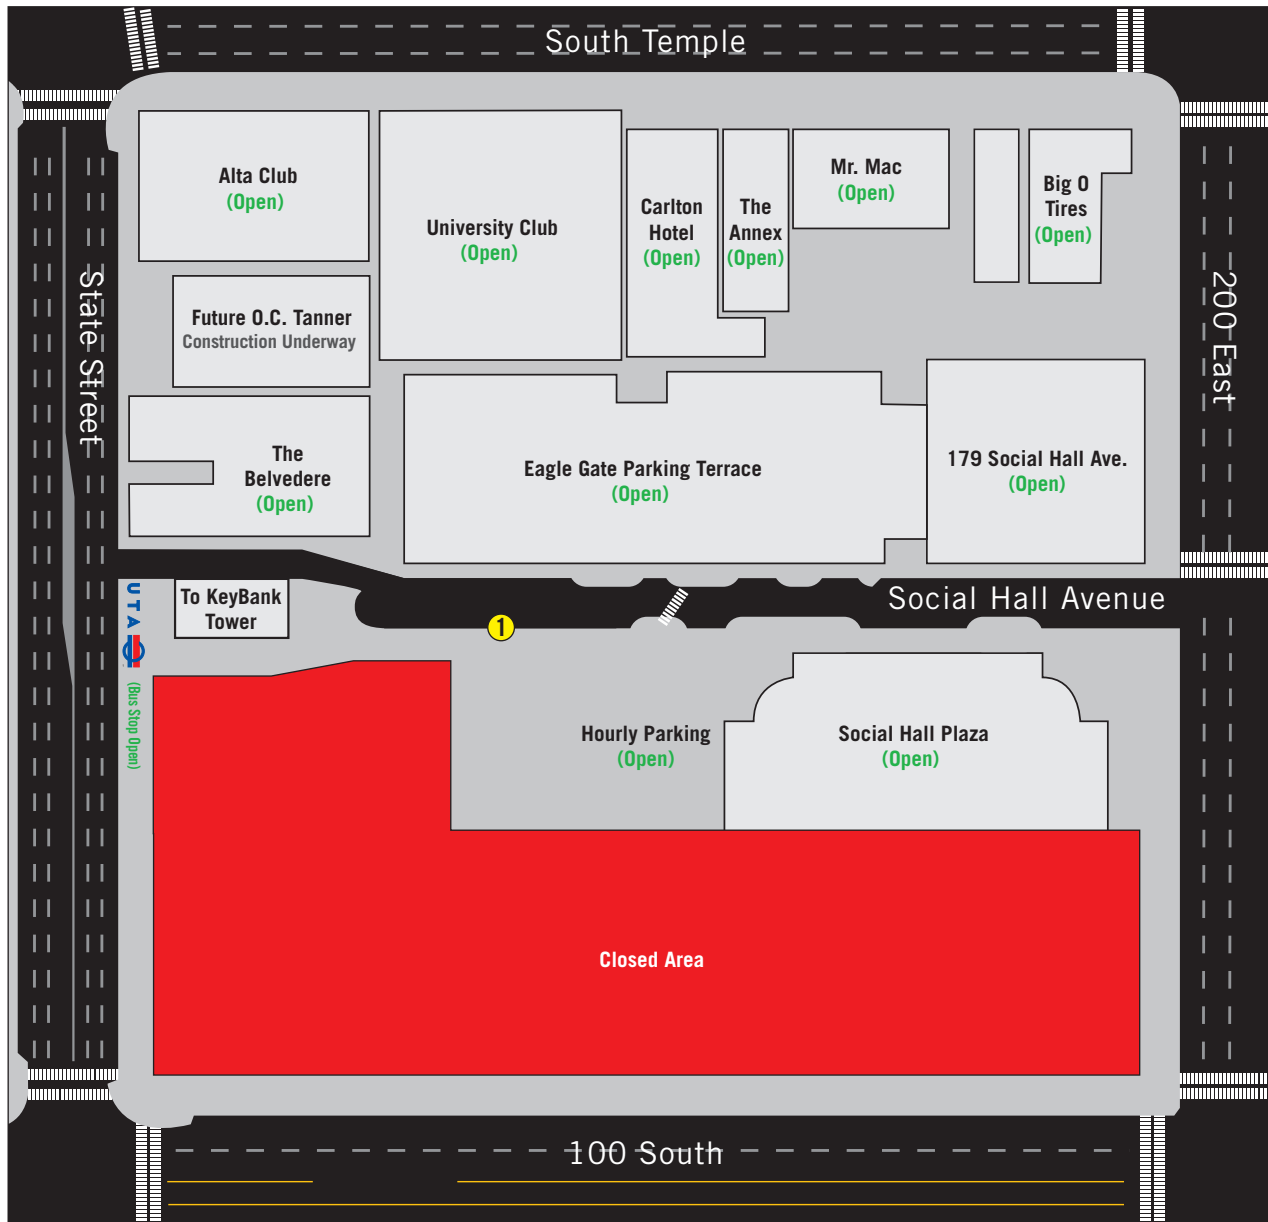 South Temple
Alta Club
(Open)
University Club
(Open)
Carlton
Hotel
(Open)
The
Annex
(Open)
Mr. Mac
(Open)
Big O
Tires
(Open)
State Street
200 East
Future O.C. Tanner
Construction Underway
The
Belvedere
(Open)
Eagle Gate Parking Terrace
(Open)
179 Social Hall Ave.
(Open)
UTA
(Bus Stop Open)
To KeyBank
Tower
1
Social Hall Avenue
Hourly Parking
(Open)
Social Hall Plaza
(Open)
Closed Area
100 South